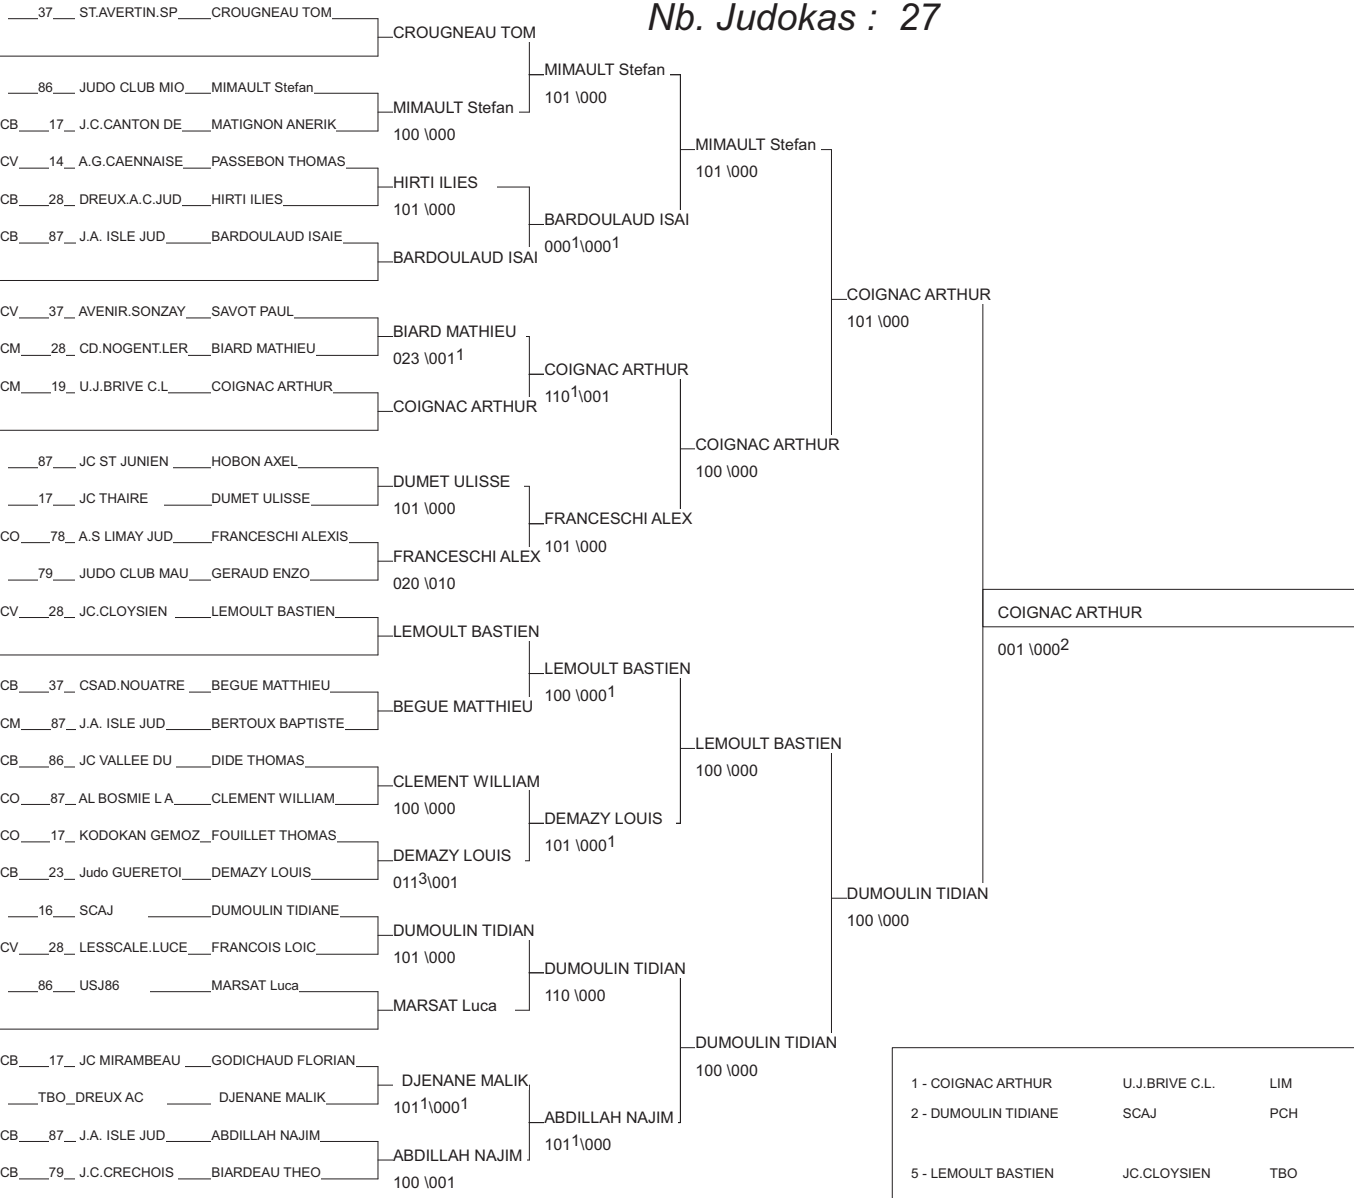 Nb. Judokas : 27
37 ST.AVERTIN.SP CROUGNEAU TOM
86 JUDO CLUB MIO MIMAULT Stefan
CB 17 J.C.CANTON DE MATIGNON ANERIK
CV 14 A.G.CAENNAISE PASSEBON THOMAS
CB 28 DREUX.A.C.JUD HIRTI ILIES
CB 87 J.A. ISLE JUD BARDOULAUD ISAIE
CV 37 AVENIR.SONZAY SAVOT PAUL
CM 28 CD.NOGENT.LER BIARD MATHIEU
CM 19 U.J.BRIVE C.L COIGNAC ARTHUR
87 JC ST JUNIEN HOBON AXEL
17 JC THAIRE DUMET ULISSE
CO 78 A.S LIMAY JUD FRANCESCHI ALEXIS
79 JUDO CLUB MAU GERAUD ENZO
CV 28 JC.CLOYSIEN LEMOULT BASTIEN
CB 37 CSAD.NOUATRE BEGUE MATTHIEU
CM 87 J.A. ISLE JUD BERTOUX BAPTISTE
CB 86 JC VALLEE DU DIDE THOMAS
CO 87 AL BOSMIE L A CLEMENT WILLIAM
CO 17 KODOKAN GEMOZ FOUILLET THOMAS
CB 23 Judo GUERETOI DEMAZY LOUIS
16 SCAJ DUMOULIN TIDIANE
CV 28 LESSCALE.LUCE FRANCOIS LOIC
86 USJ86 MARSAT Luca
CB 17 JC MIRAMBEAU GODICHAUD FLORIAN
TBO DREUX AC DJENANE MALIK
CB 87 J.A. ISLE JUD ABDILLAH NAJIM
CB 79 J.C.CRECHOIS BIARDEAU THEO
CROUGNEAU TOM
MIMAULT Stefan
100 \000
HIRTI ILIES
101 \000
BARDOULAUD ISAI
BIARD MATHIEU
023 \001¹
COIGNAC ARTHUR
DUMET ULISSE
101 \000
FRANCESCHI ALEX
020 \010
LEMOULT BASTIEN
BEGUE MATTHIEU
CLEMENT WILLIAM
100 \000
DEMAZY LOUIS
011³\001
DUMOULIN TIDIAN
101 \000
MARSAT Luca
DJENANE MALIK
101¹\000¹
ABDILLAH NAJIM
100 \001
MIMAULT Stefan
101 \000
BARDOULAUD ISAI
000¹\000¹
COIGNAC ARTHUR
110¹\001
FRANCESCHI ALEX
101 \000
LEMOULT BASTIEN
100 \000¹
DEMAZY LOUIS
101 \000¹
DUMOULIN TIDIAN
110 \000
ABDILLAH NAJIM
101¹\000
MIMAULT Stefan
101 \000
COIGNAC ARTHUR
100 \000
LEMOULT BASTIEN
100 \000
DUMOULIN TIDIAN
100 \000
COIGNAC ARTHUR
101 \000
DUMOULIN TIDIAN
100 \000
COIGNAC ARTHUR
001 \000²
1 - COIGNAC ARTHUR U.J.BRIVE C.L. LIM
2 - DUMOULIN TIDIANE SCAJ PCH
5 - LEMOULT BASTIEN JC.CLOYSIEN TBO